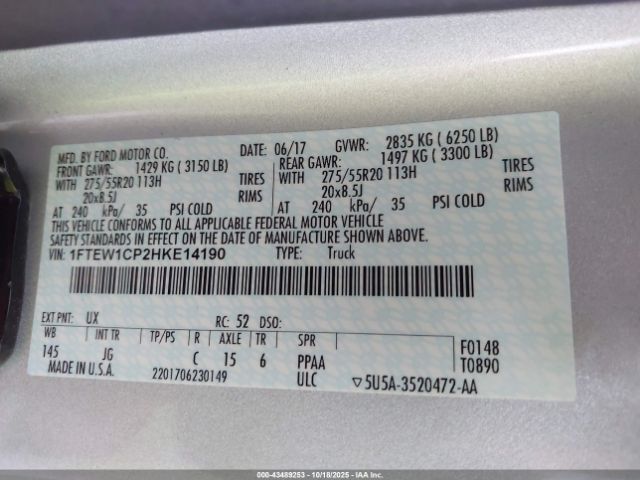 MFD. BY FORD MOTOR CO. DATE: 06/17 GVWR: 2835 KG ( 6250 LB)
FRONT GAWR: 1429 KG ( 3150 LB) REAR GAWR: 1497 KG ( 3300 LB)
WITH 275/55R20 113H TIRES WITH 275/55R20 113H TIRES
20x8.5J RIMS 20x8.5J RIMS
AT 240 kPa/ 35 PSI COLD AT 240 kPa/ 35 PSI COLD
THIS VEHICLE CONFORMS TO ALL APPLICABLE FEDERAL MOTOR VEHICLE
SAFETY STANDARDS IN EFFECT ON THE DATE OF MANUFACTURE SHOWN ABOVE.
VIN: 1FTEW1CP2HKE14190 TYPE: Truck
EXT PNT: UX RC: 52 DSO:
WB INT TR TP/PS R AXLE TR SPR F0148
145 JG C 15 6 PPAA T0890
MADE IN U.S.A. 2201706230149 ULC ▽5U5A-3520472-AA
000-43489253 - 10/18/2025 - IAAI.com